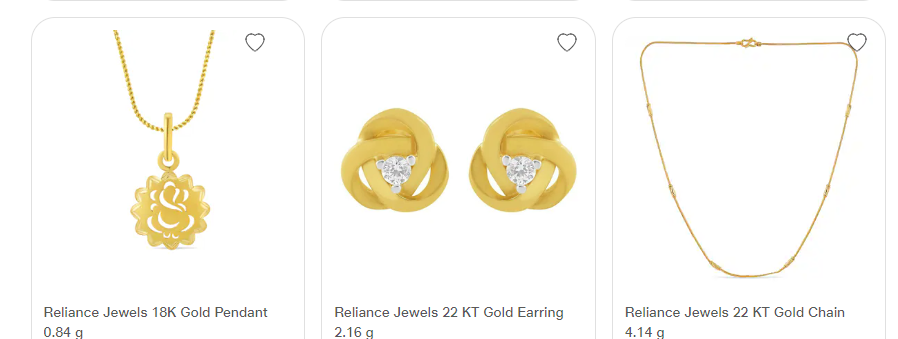 Reliance Jewels 18K Gold Pendant
0.84 g
Reliance Jewels 22 KT Gold Earring
2.16 g
Reliance Jewels 22 KT Gold Chain
4.14 g